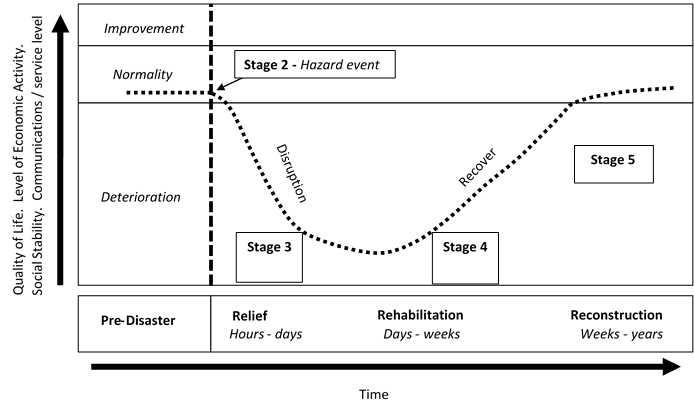 Quality of Life. Level of Economic Activity.
Social Stability. Communications / service level
Improvement
Normality
Stage 2 - Hazard event
Deterioration
Disruption
Recover
Stage 5
Stage 3
Stage 4
Pre-Disaster
Relief
Hours - days
Rehabilitation
Days - weeks
Reconstruction
Weeks - years
Time